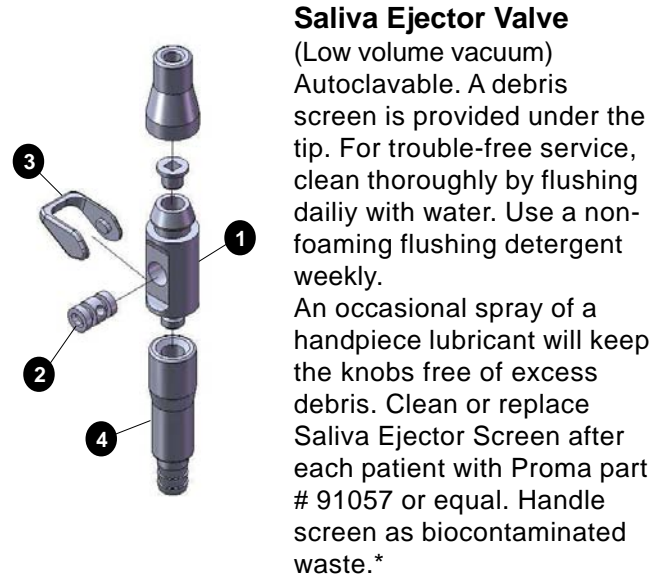 Saliva Ejector Valve
(Low volume vacuum)
Autoclavable. A debris
screen is provided under the
tip. For trouble-free service,
clean thoroughly by flushing
dailiy with water. Use a non-
foaming flushing detergent
weekly.
An occasional spray of a
handpiece lubricant will keep
the knobs free of excess
debris. Clean or replace
Saliva Ejector Screen after
each patient with Proma part
# 91057 or equal. Handle
screen as biocontaminated
waste.*
3
1
2
4